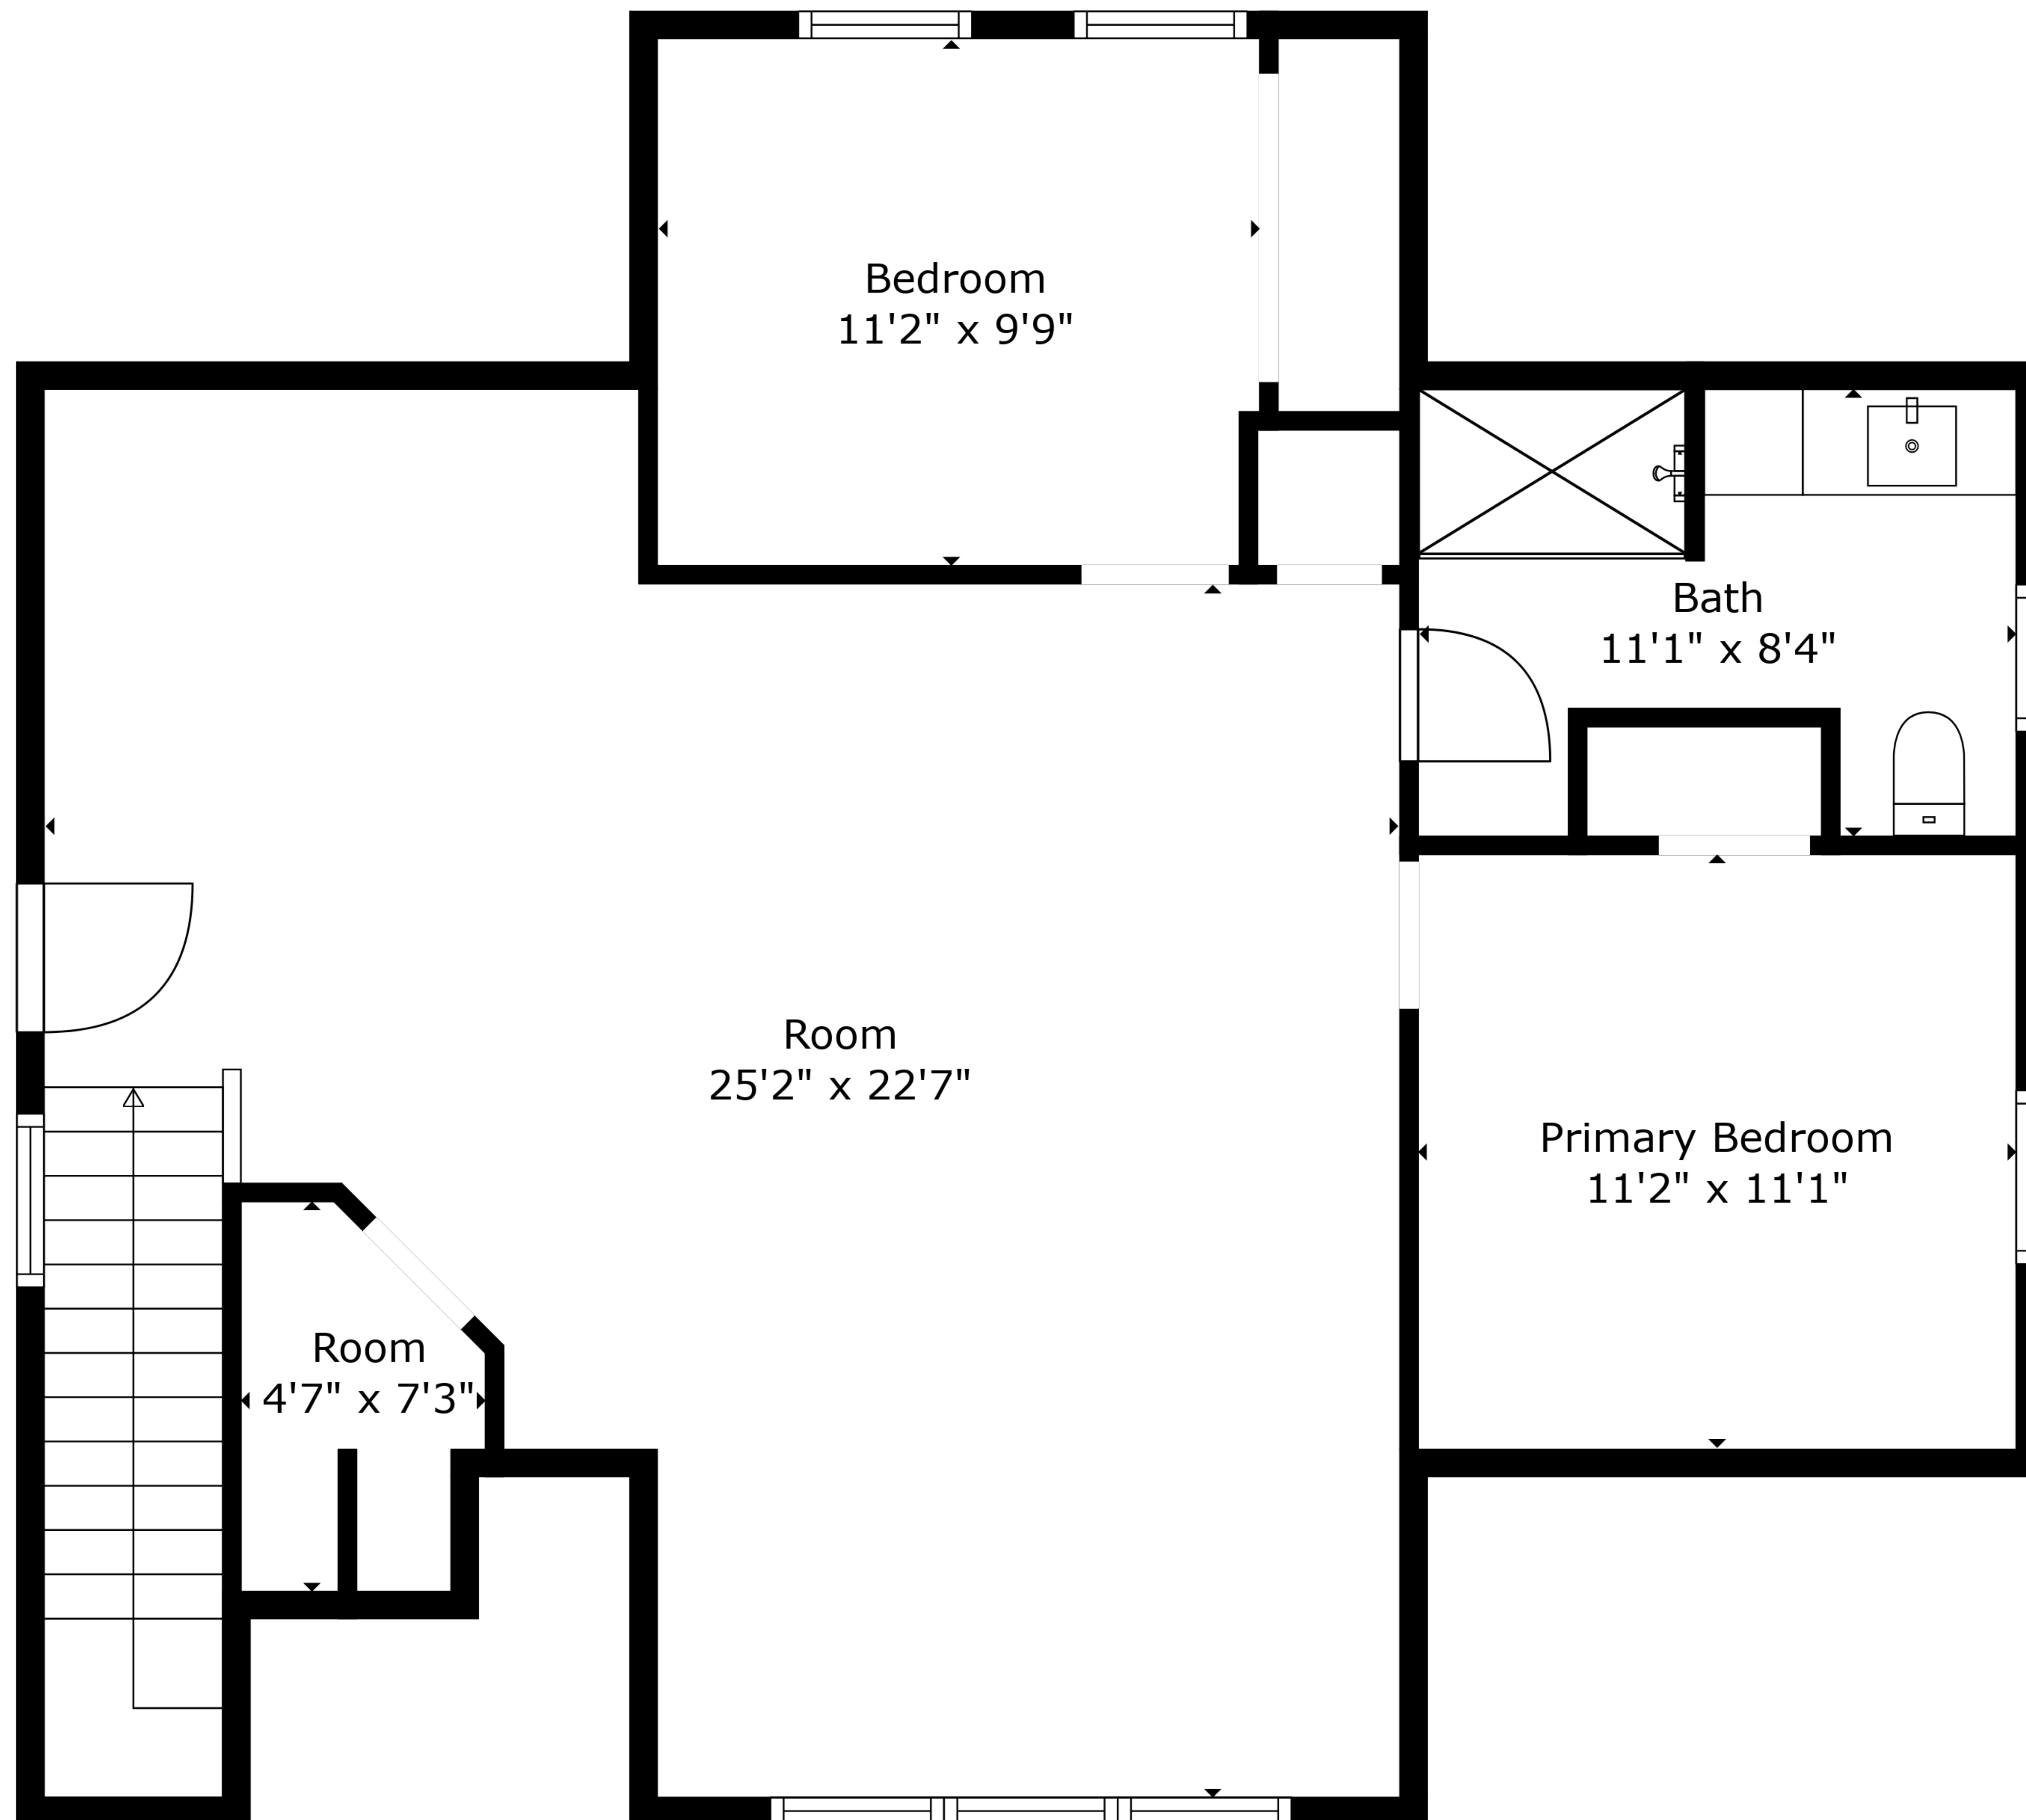 Bedroom
11'2" x 9'9"
Bath
11'1" x 8'4"
Room
25'2" x 22'7"
Primary Bedroom
11'2" x 11'1"
Room
4'7" x 7'3"